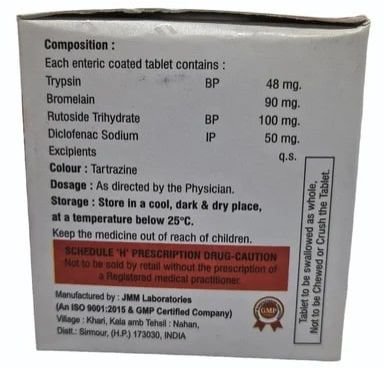 Composition :
Each enteric coated tablet contains :
Trypsin BP 48 mg.
Bromelain 90 mg.
Rutoside Trihydrate BP 100 mg.
Diclofenac Sodium IP 50 mg.
Excipients q.s.
Colour : Tartrazine
Dosage : As directed by the Physician.
Storage : Store in a cool, dark & dry place,
at a temperature below 25°C.
Keep the medicine out of reach of children.
SCHEDULE 'H' PRESCRIPTION DRUG-CAUTION
Not to be sold by retail without the prescription of
a Registered medical practitioner.
Manufactured by : JMM Laboratories
(An ISO 9001:2015 & GMP Certified Company)
Village : Khari, Kala amb Tehsil : Nahan,
Distt.: Sirmour, (H.P.) 173030, INDIA
GMP
Tablet to be swallowed as whole,
Not to be Chewed or Crush the Tablet.